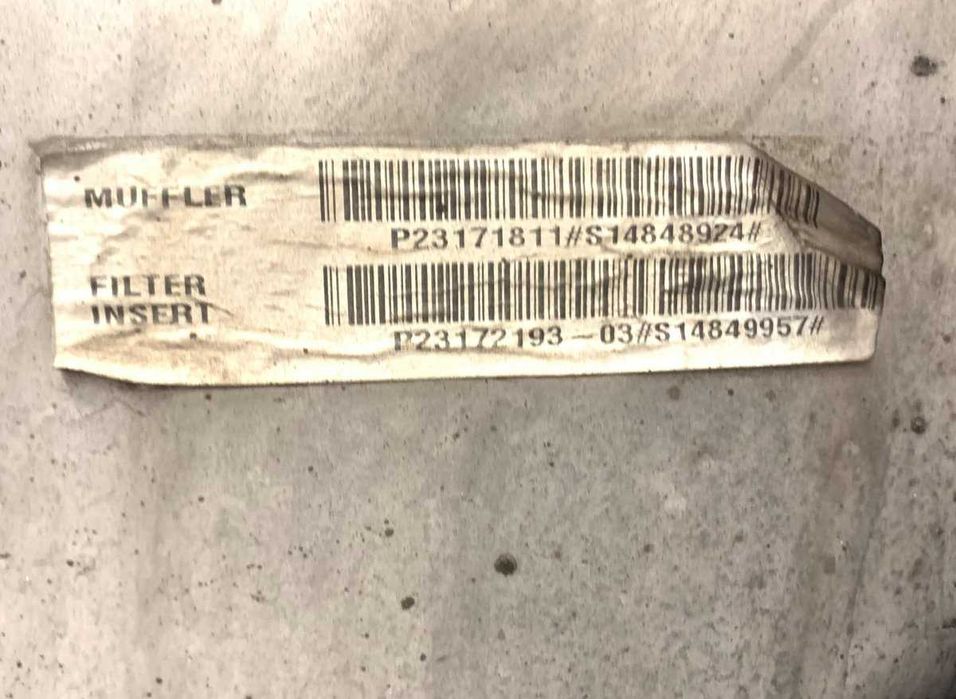 MUFFLER
P23171811#S14848924#
FILTER
INSERT
P23172193-03#S14849957#